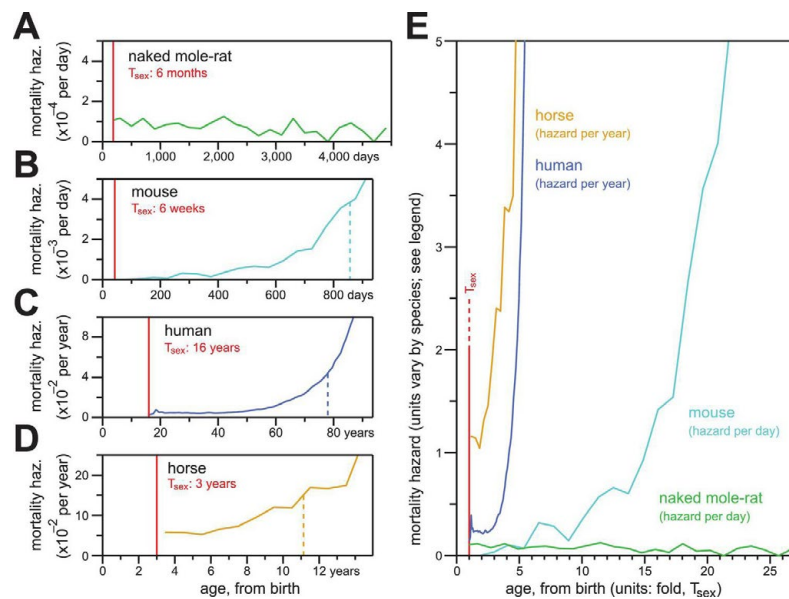 A
mortality haz.
(x10⁻⁴ per day)
4
2
0
naked mole-rat
T_sex: 6 months
0 1,000 2,000 3,000 4,000 days
B
mortality haz.
(x10⁻³ per day)
4
2
0
mouse
T_sex: 6 weeks
0 200 400 600 800 days
C
mortality haz.
(x10⁻² per year)
8
4
0
human
T_sex: 16 years
0 20 40 60 80 years
D
mortality haz.
(x10⁻² per year)
20
10
0
horse
T_sex: 3 years
0 2 4 6 8 10 12 years
age, from birth
E
mortality hazard (units vary by species; see legend)
5
4
3
2
1
0
T_sex
horse
(hazard per year)
human
(hazard per year)
mouse
(hazard per day)
naked mole-rat
(hazard per day)
0 5 10 15 20 25
age, from birth (units: fold, T_sex)